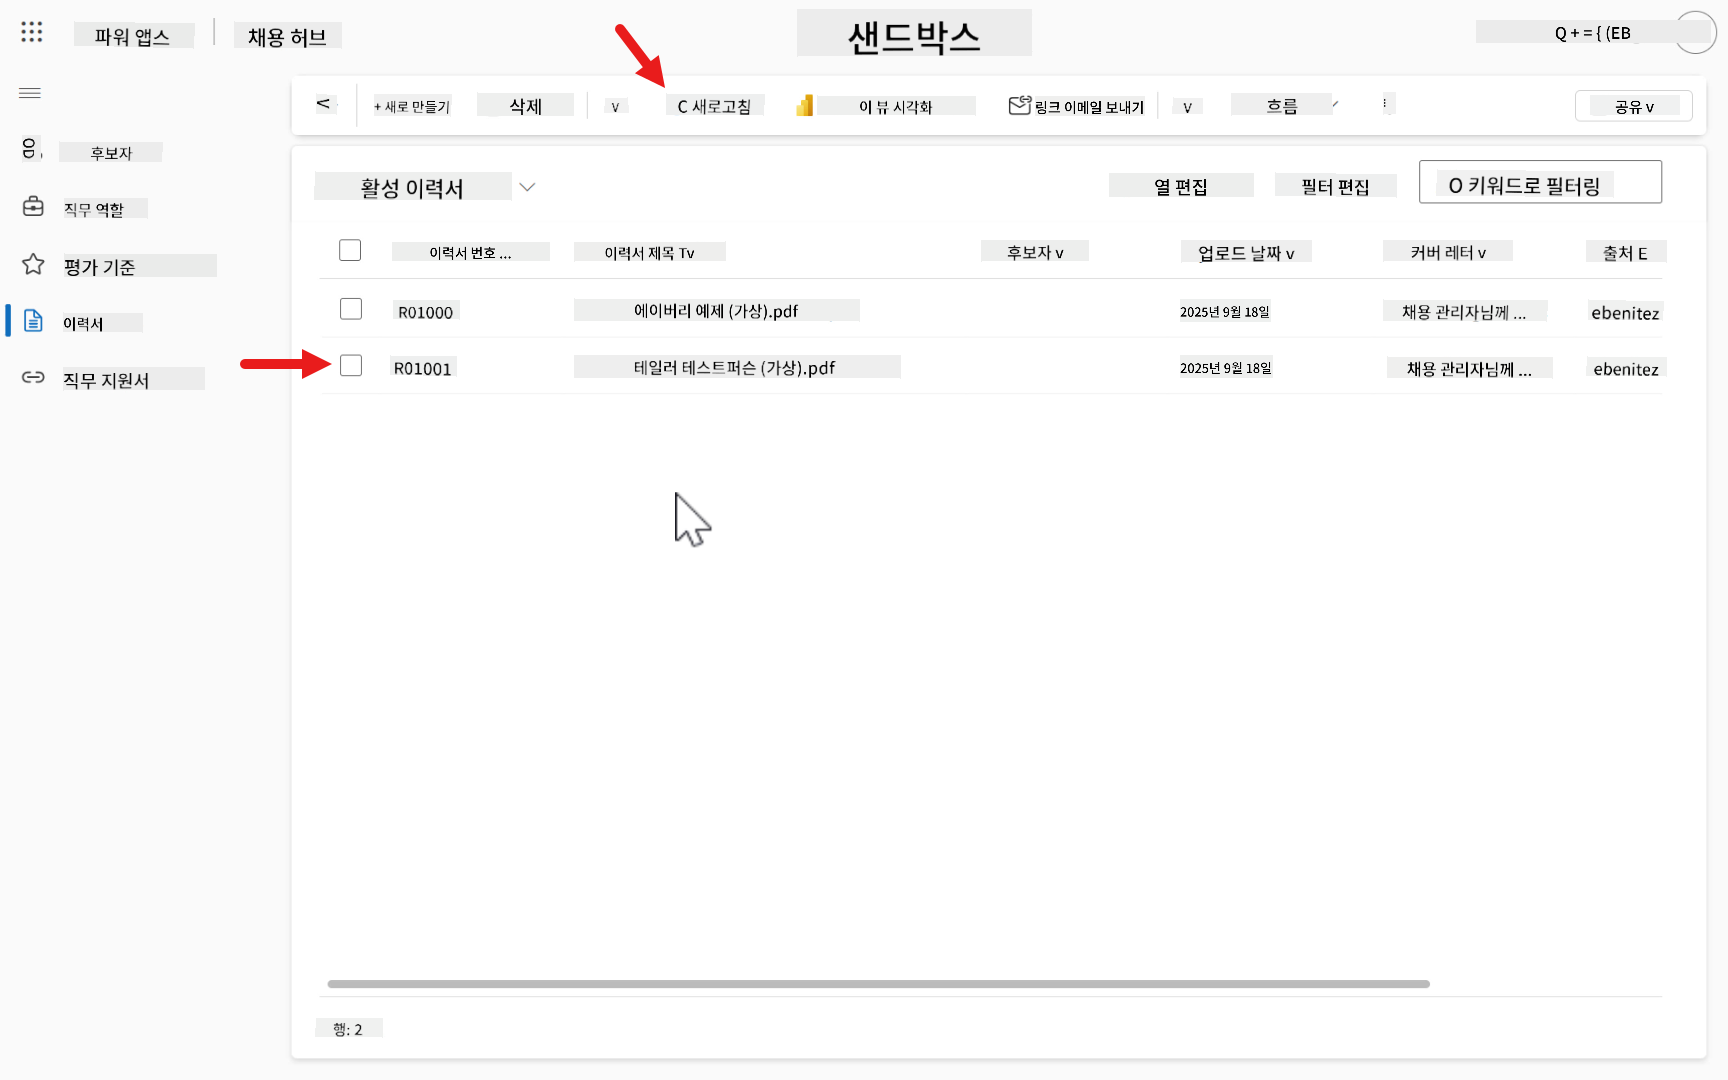 파워 앱스
채용 허브
샌드박스
Q + = { (EB
< + 새로 만들기 삭제 v C 새로고침 이 뷰 시각화 링크 이메일 보내기 v 흐름 공유 v
후보자
직무 역할
평가 기준
이력서
직무 지원서
활성 이력서
열 편집 필터 편집 O 키워드로 필터링
이력서 번호 ... 이력서 제목 Tv 후보자 v 업로드 날짜 v 커버 레터 v 출처 E
R01000 에이버리 예제 (가상).pdf 2025년 9월 18일 채용 관리자님께 ... ebenitez
R01001 테일러 테스트퍼슨 (가상).pdf 2025년 9월 18일 채용 관리자님께 ... ebenitez
행: 2